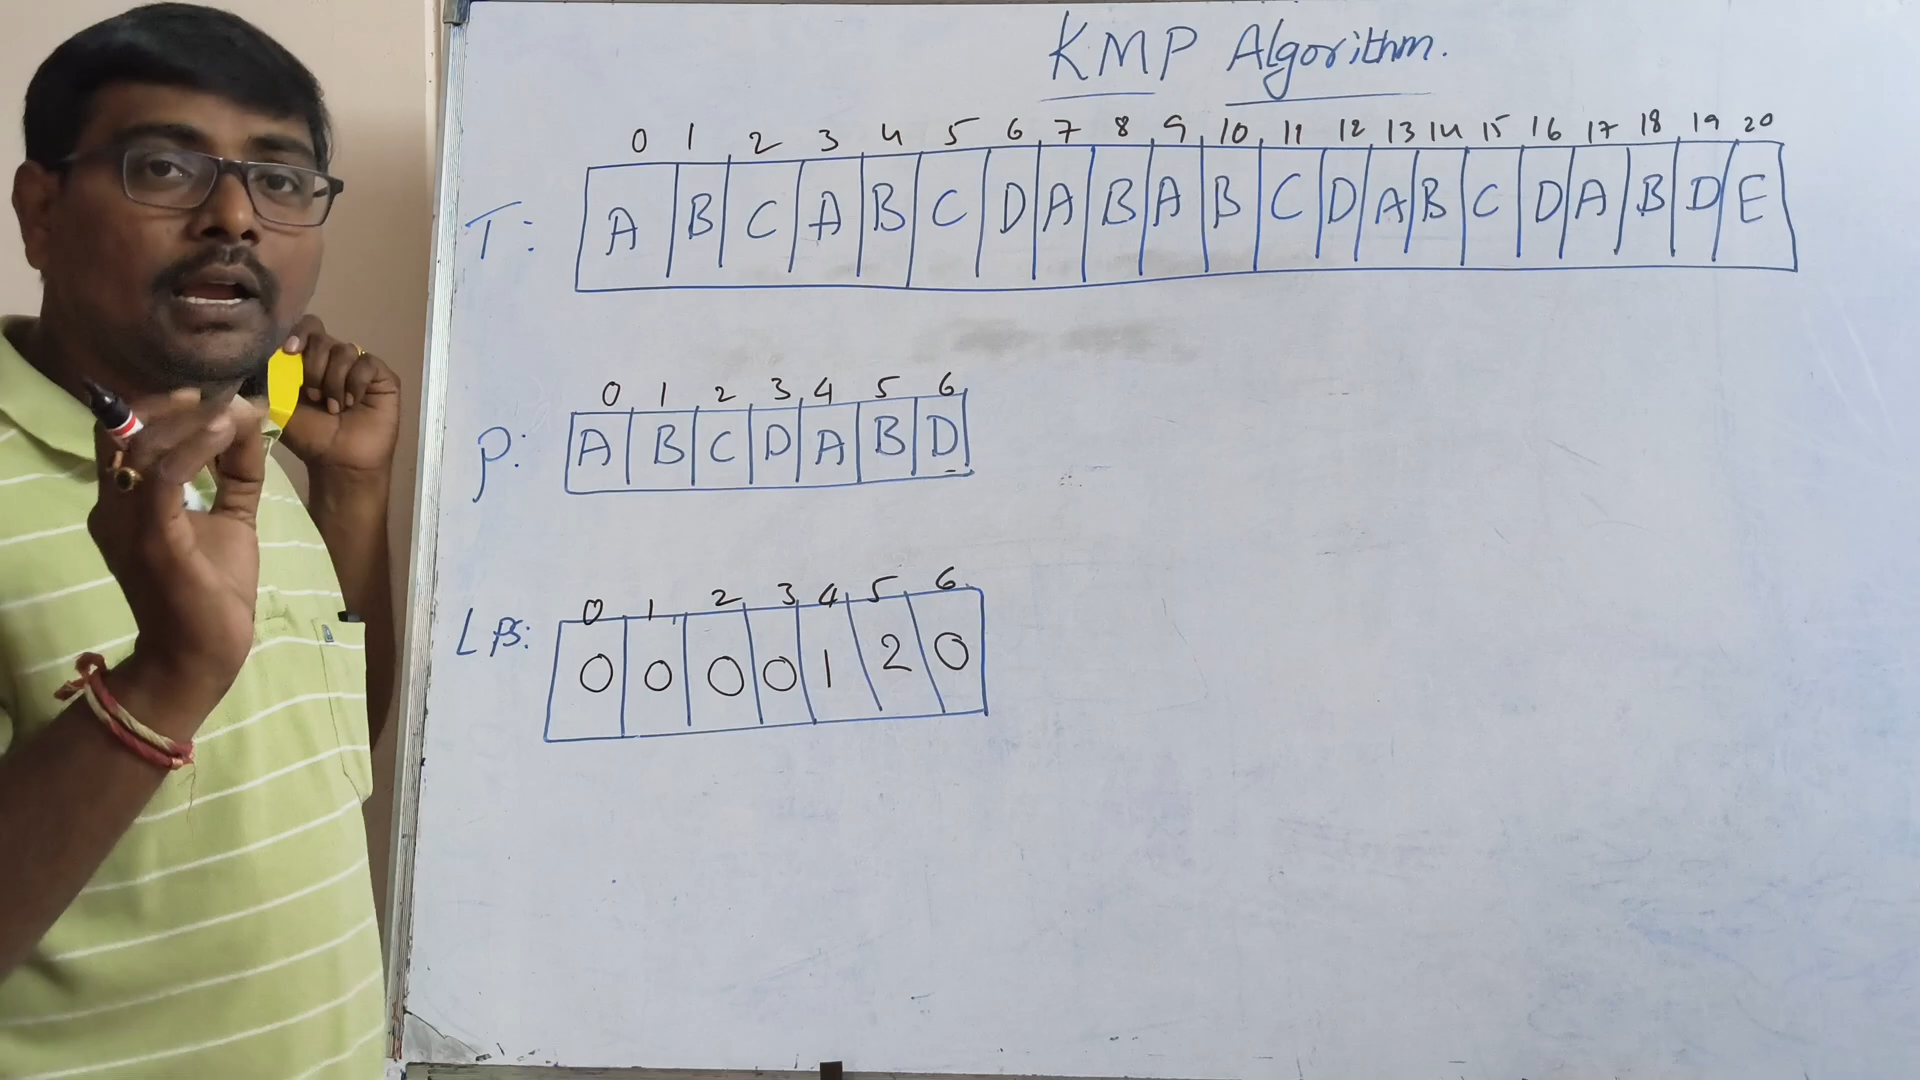 KMP Algorithm.
0 1 2 3 4 5 6 7 8 9 10 11 12 13 14 15 16 17 18 19 20
T: A B C A B C D A B A B C D A B C D A B D E
0 1 2 3 4 5 6
P: A B C D A B D
0 1 2 3 4 5 6
LPS: 0 0 0 0 1 2 0